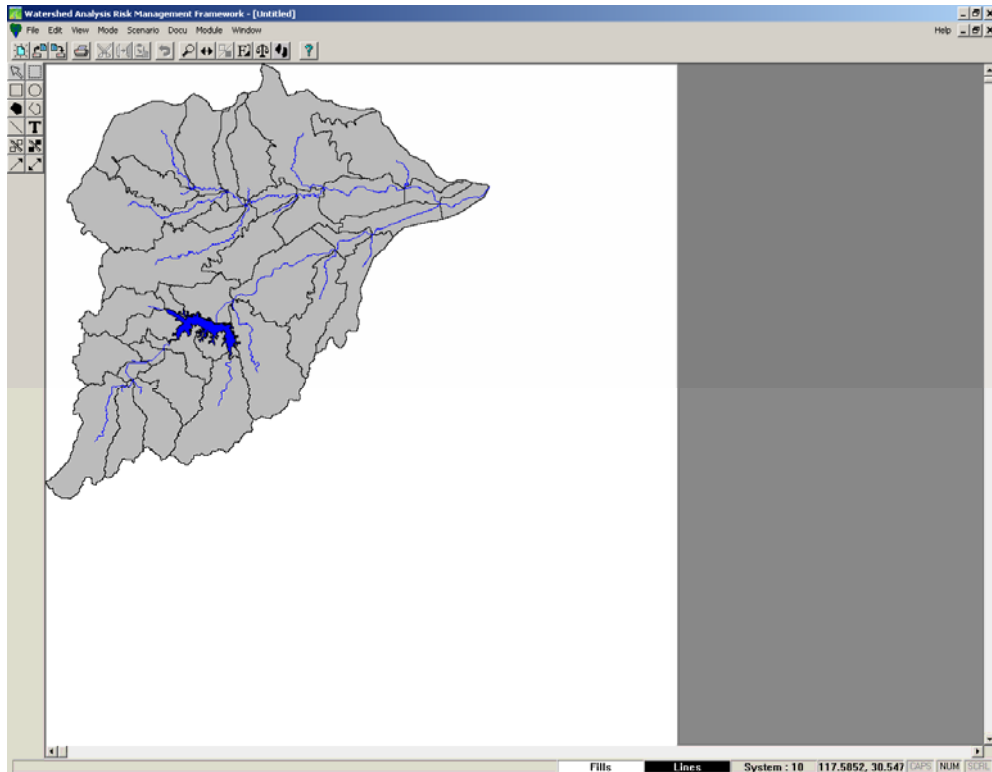 Watershed Analysis Risk Management Framework - [Untitled]
File Edit View Mode Scenario Docu Module Window Help
T
Fills Lines System : 10 117.5852, 30.547 CAPS NUM SCRL